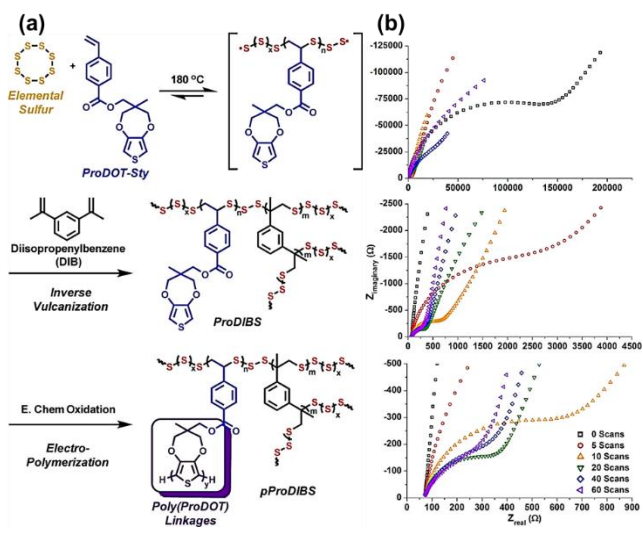 (a)
Elemental
Sulfur
+
ProDOT-Sty
180 °C
Diisopropenylbenzene
(DIB)
Inverse
Vulcanization
ProDIBS
E. Chem Oxidation
Electro-
Polymerization
Poly(ProDOT)
Linkages
pProDIBS
(b)
-125000
-100000
-75000
-50000
-25000
0
0 50000 100000 150000 200000
-2500
-2000
-1500
-1000
-500
0
0 500 1000 1500 2000 2500 3000 3500 4000 4500
Zimaginary (Ω)
-500
-400
-300
-200
-100
0
0 100 200 300 400 500 600 700 800 900
Zreal (Ω)
0 Scans
5 Scans
10 Scans
20 Scans
40 Scans
60 Scans